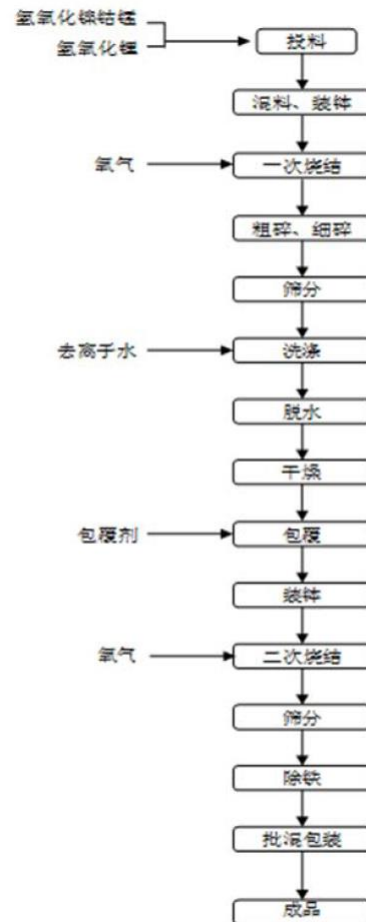 氢氧化镍钴锰
氢氧化锂
投料
混料、装钵
氧气
一次烧结
粗碎、细碎
筛分
去离子水
洗涤
脱水
干燥
包覆剂
包覆
装钵
氧气
二次烧结
筛分
除铁
批混包装
成品